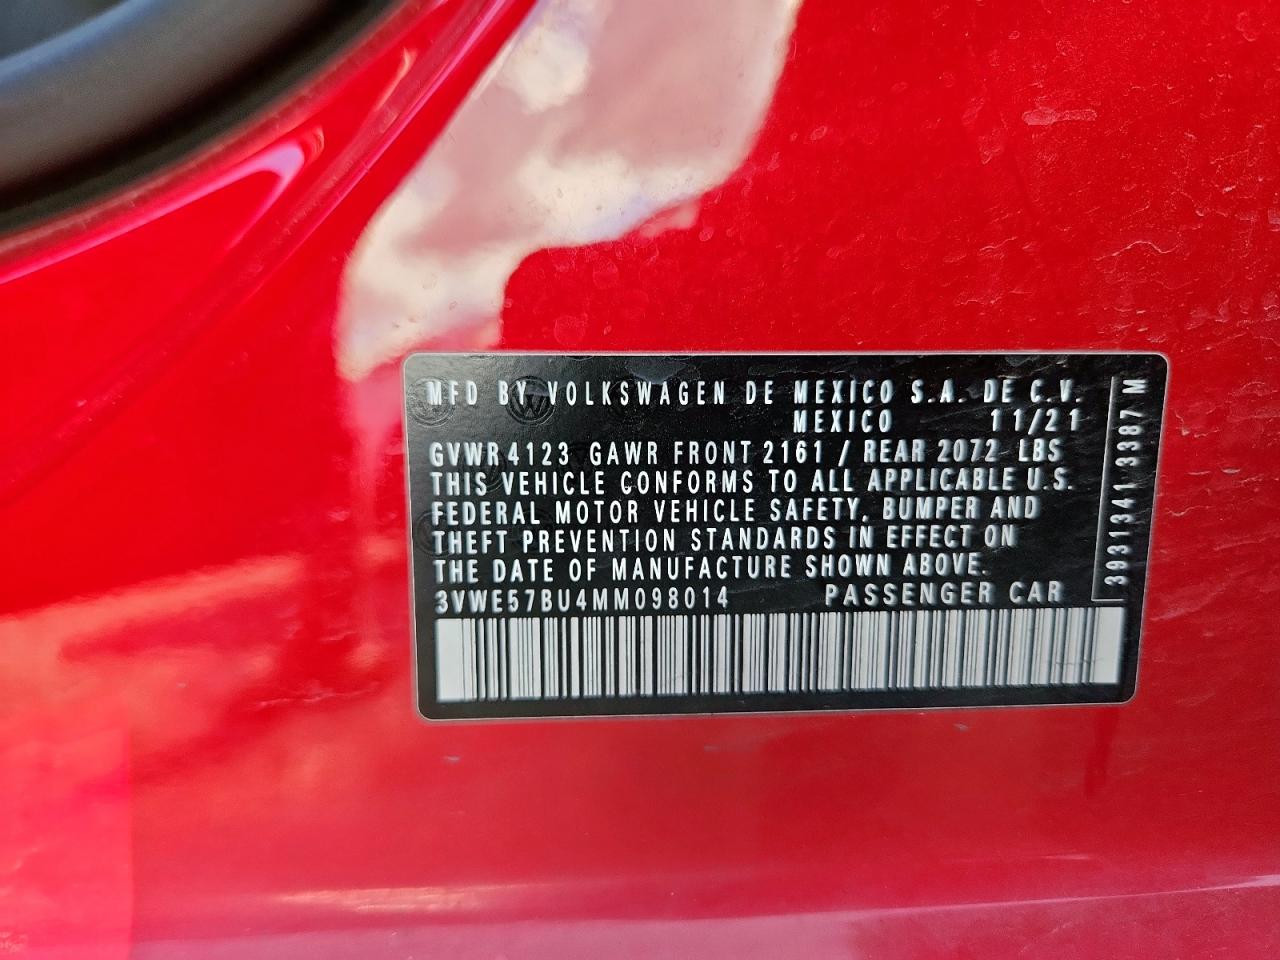 MFD BY VOLKSWAGEN DE MEXICO S.A. DE C.V.
MEXICO 11/21
GVWR 4123 GAWR FRONT 2161 / REAR 2072 LBS
THIS VEHICLE CONFORMS TO ALL APPLICABLE U.S.
FEDERAL MOTOR VEHICLE SAFETY, BUMPER AND
THEFT PREVENTION STANDARDS IN EFFECT ON
THE DATE OF MANUFACTURE SHOWN ABOVE.
3VWE57BU4MM098014 PASSENGER CAR
3931341 3387 M